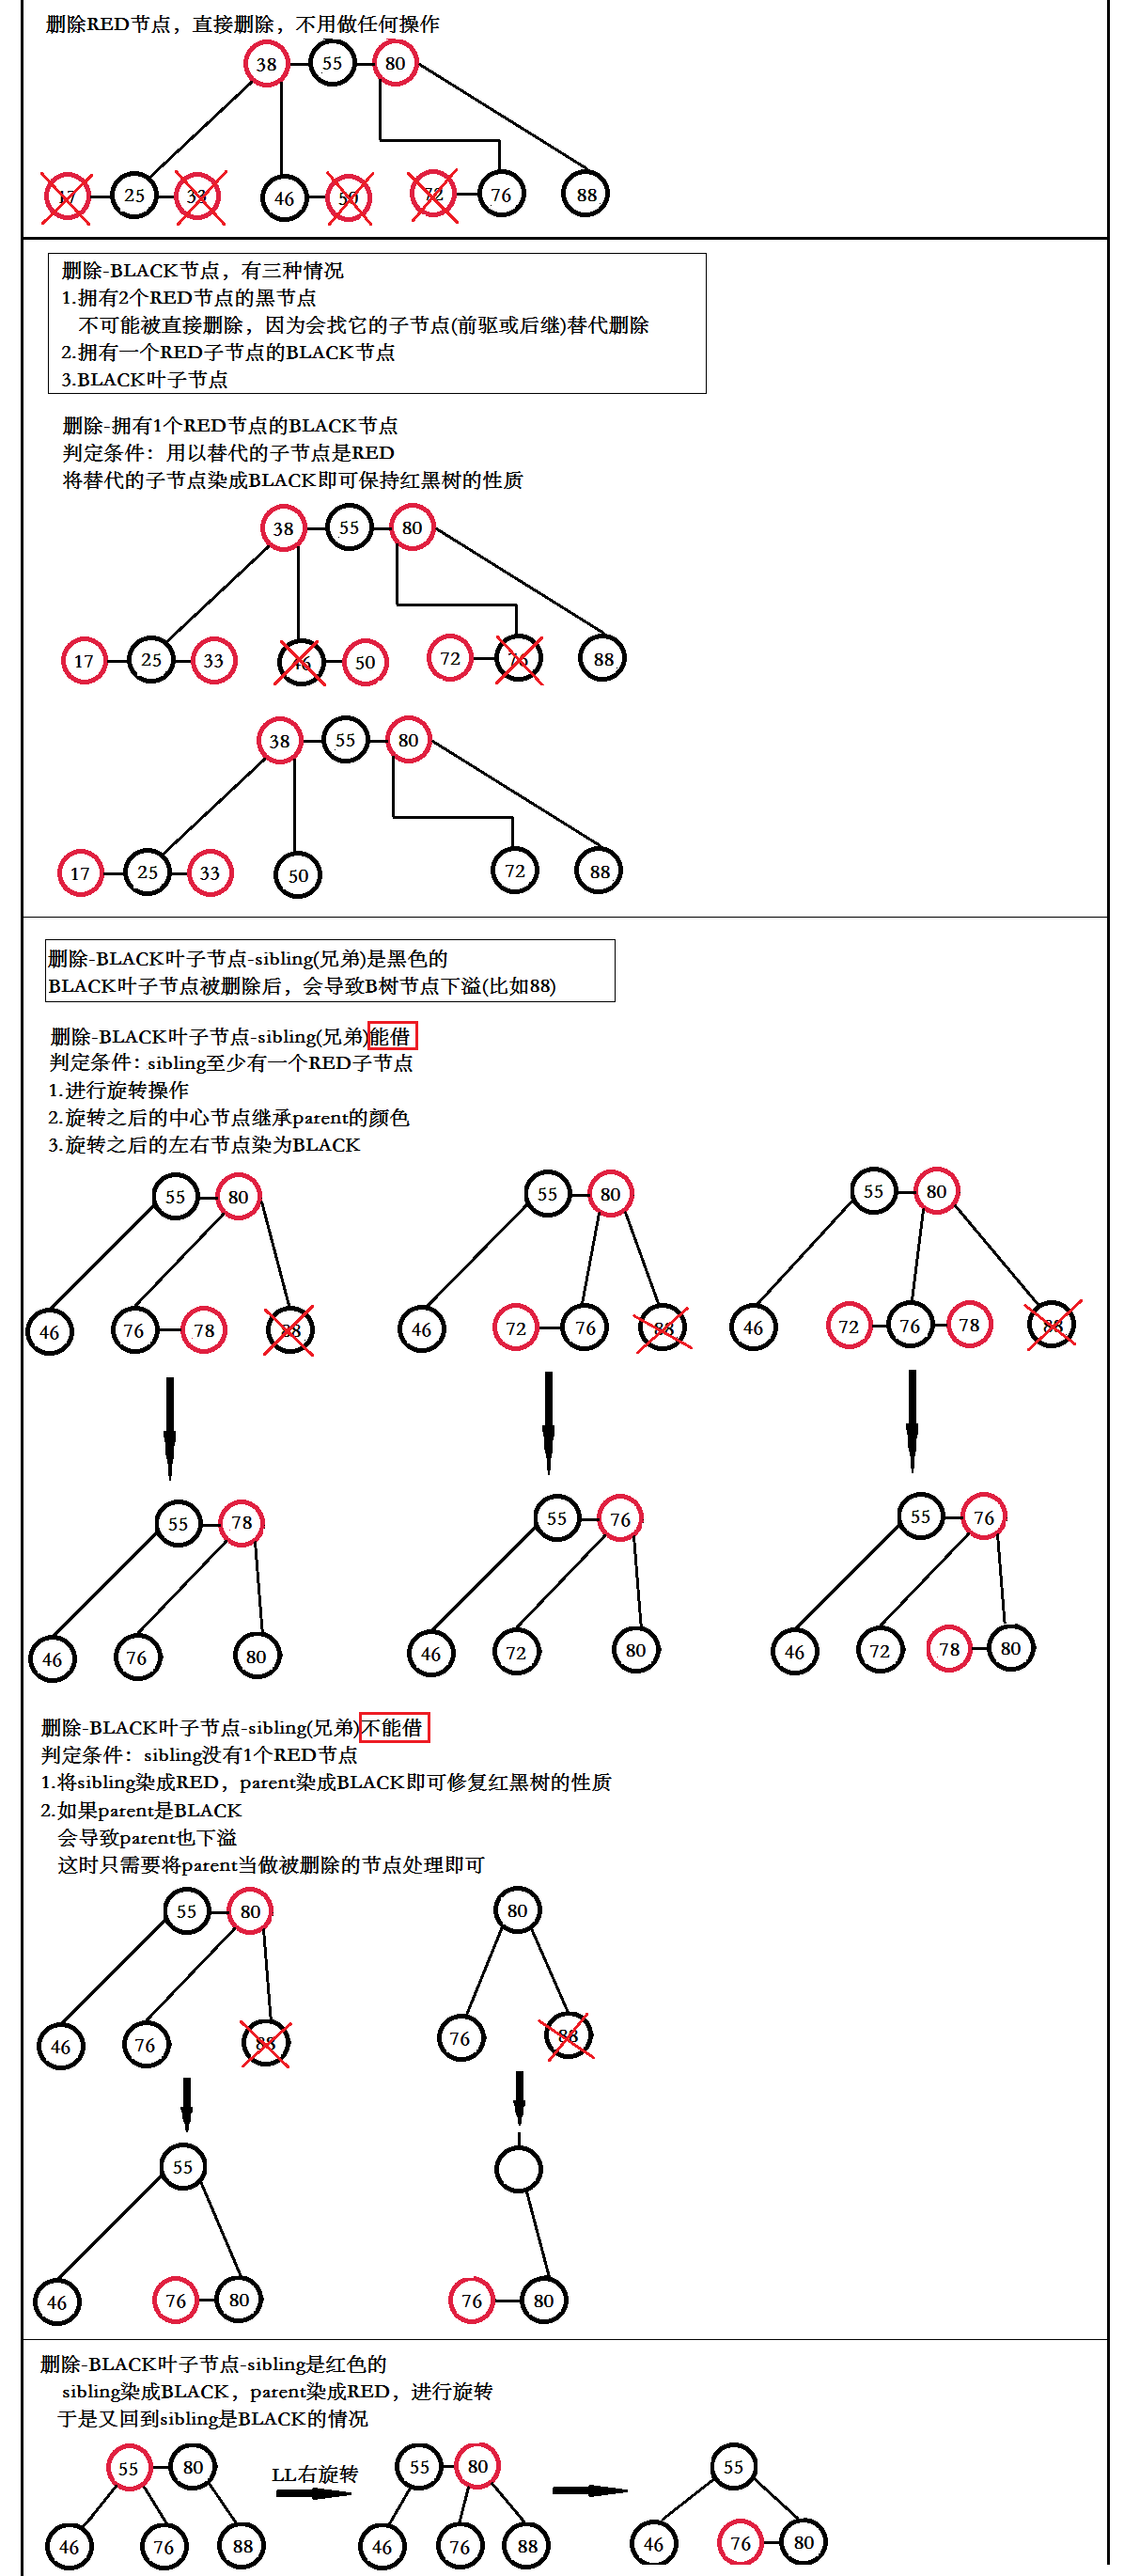 删除RED节点，直接删除，不用做任何操作
38 55 80
17 25 33 46 50 72 76 88
删除-BLACK节点，有三种情况
1.拥有2个RED节点的黑节点
不可能被直接删除，因为会找它的子节点(前驱或后继)替代删除
2.拥有一个RED子节点的BLACK节点
3.BLACK叶子节点
删除-拥有1个RED节点的BLACK节点
判定条件：用以替代的子节点是RED
将替代的子节点染成BLACK即可保持红黑树的性质
38 55 80
17 25 33 46 50 72 76 88
38 55 80
17 25 33 50 72 88
删除-BLACK叶子节点-sibling(兄弟)是黑色的
BLACK叶子节点被删除后，会导致B树节点下溢(比如88)
删除-BLACK叶子节点-sibling(兄弟)能借
判定条件：sibling至少有一个RED子节点
1.进行旋转操作
2.旋转之后的中心节点继承parent的颜色
3.旋转之后的左右节点染为BLACK
55 80 55 80 55 80
46 76 78 88 46 72 76 88 46 72 76 78 88
55 78 55 76 55 76
46 76 80 46 72 80 46 72 78 80
删除-BLACK叶子节点-sibling(兄弟)不能借
判定条件：sibling没有1个RED节点
1.将sibling染成RED，parent染成BLACK即可修复红黑树的性质
2.如果parent是BLACK
会导致parent也下溢
这时只需要将parent当做被删除的节点处理即可
55 80 80
46 76 88 76 88
55
46 76 80 76 80
删除-BLACK叶子节点-sibling是红色的
sibling染成BLACK，parent染成RED，进行旋转
于是又回到sibling是BLACK的情况
55 80 LL右旋转 55 80 55
46 76 88 46 76 88 46 76 80